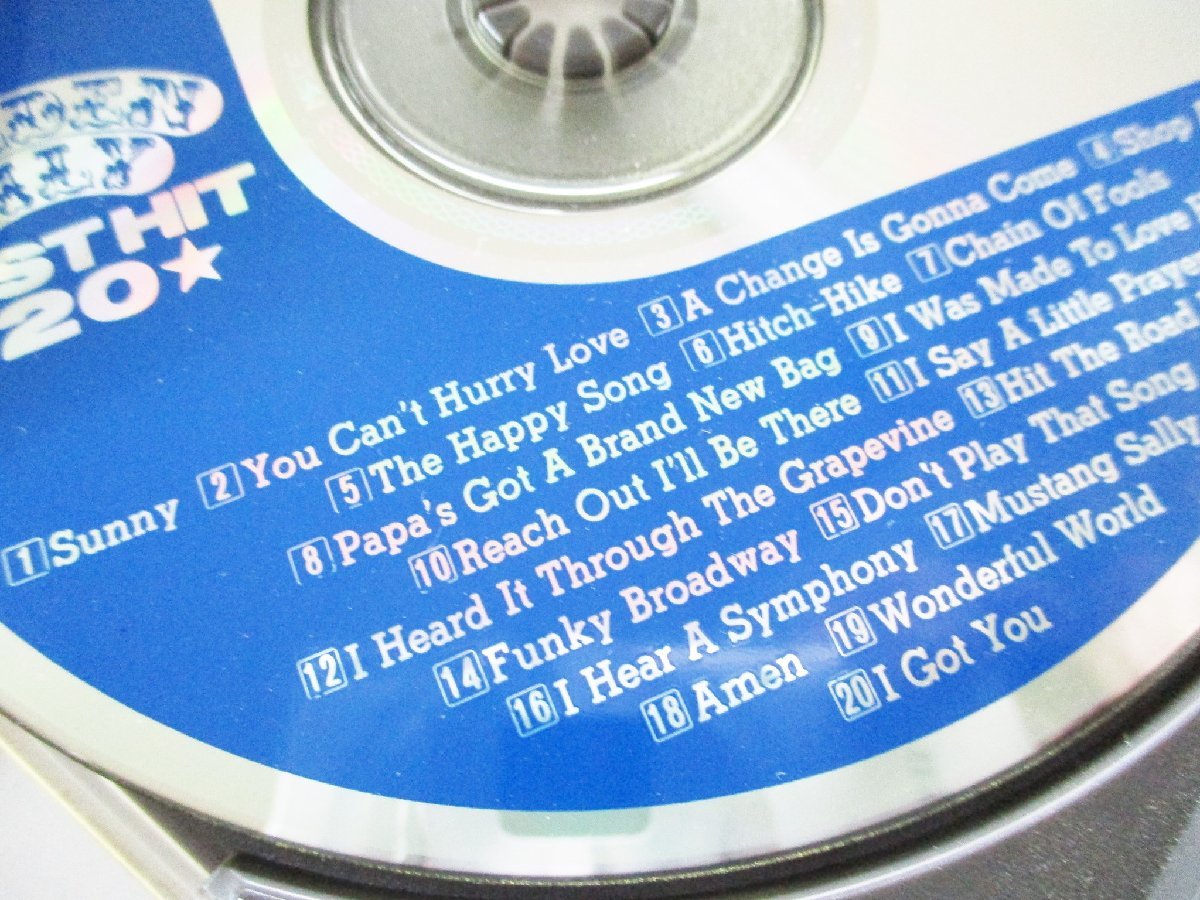 ST HIT
20★
1 Sunny 2 You Can't Hurry Love 3 A Change Is Gonna Come 4 Shop
5 The Happy Song 6 Hitch-Hike 7 Chain Of Fools
8 Papa's Got A Brand New Bag 9 I Was Made To Love
10 Reach Out I'll Be There 11 I Say A Little Prayer
12 I Heard It Through The Grapevine 13 Hit The Road
14 Funky Broadway 15 Don't Play That Song
16 I Hear A Symphony 17 Mustang Sally
18 Amen 19 Wonderful World
20 I Got You